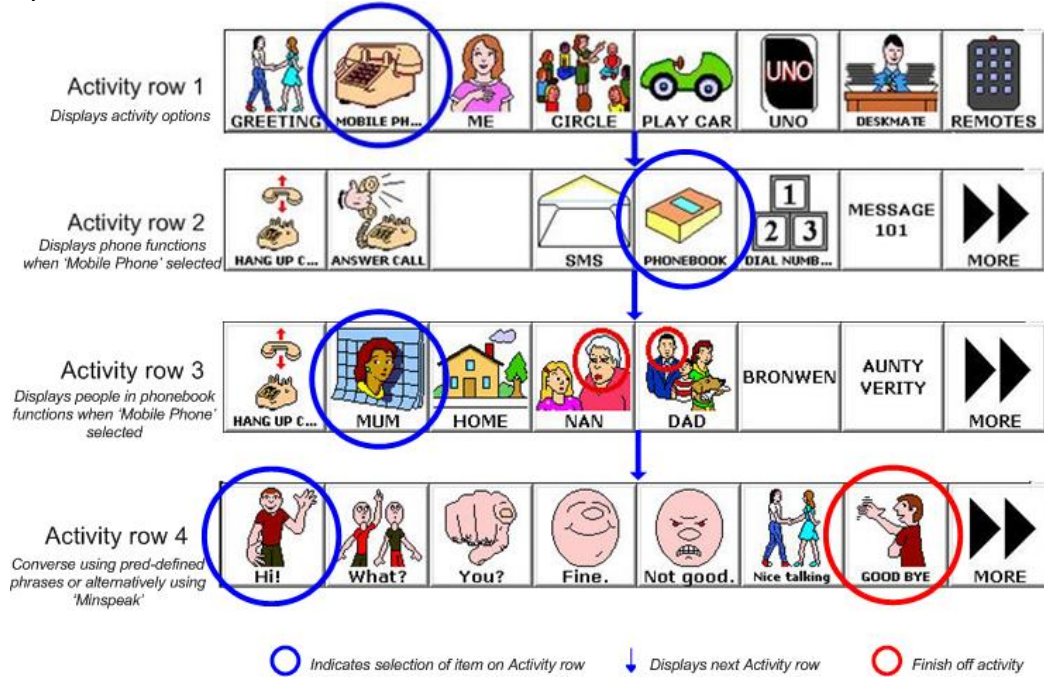 Activity row 1
Displays activity options
GREETING MOBILE PH... ME CIRCLE PLAY CAR UNO DESKMATE REMOTES
UNO
Activity row 2
Displays phone functions
when 'Mobile Phone' selected
HANG UP C... ANSWER CALL SMS PHONEBOOK DIAL NUMB... MESSAGE
101
MORE
1
2 3
Activity row 3
Displays people in phonebook
functions when 'Mobile Phone'
selected
HANG UP C... MUM HOME NAN DAD BRONWEN AUNTY
VERITY
MORE
Activity row 4
Converse using pred-defined
phrases or alternatively using
'Minspeak'
Hi! What? You? Fine. Not good. Nice talking GOOD BYE MORE
Indicates selection of item on Activity row
Displays next Activity row
Finish off activity